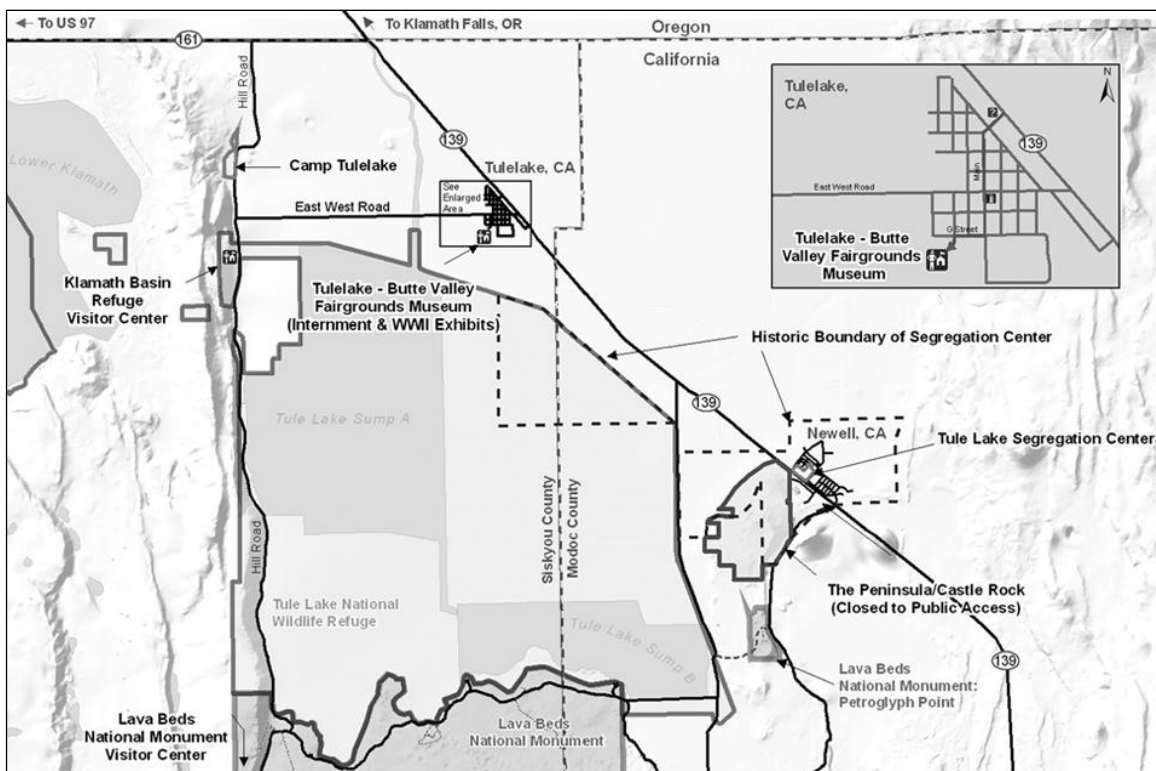 To US 97
To Klamath Falls, OR
Oregon
161
California
Hill Road
Lower Klamath
Camp Tulelake
139
Tulelake, CA
See
Enlarged
Area
East West Road
Klamath Basin
Refuge
Visitor Center
Tulelake - Butte Valley
Fairgrounds Museum
(Internment & WWII Exhibits)
Tulelake,
CA
N
?
139
Main
East West Road
G Street
Tulelake - Butte
Valley Fairgrounds
Museum
Historic Boundary of Segregation Center
139
Tule Lake Sump A
Newell, CA
Tule Lake Segregation Center
Siskyou County
Modoc County
Hill Road
The Peninsula/Castle Rock
(Closed to Public Access)
Tule Lake National
Wildlife Refuge
Tule Lake Sump B
139
Lava Beds
National Monument:
Petroglyph Point
Lava Beds
National Monument
Visitor Center
Lava Beds
National Monument